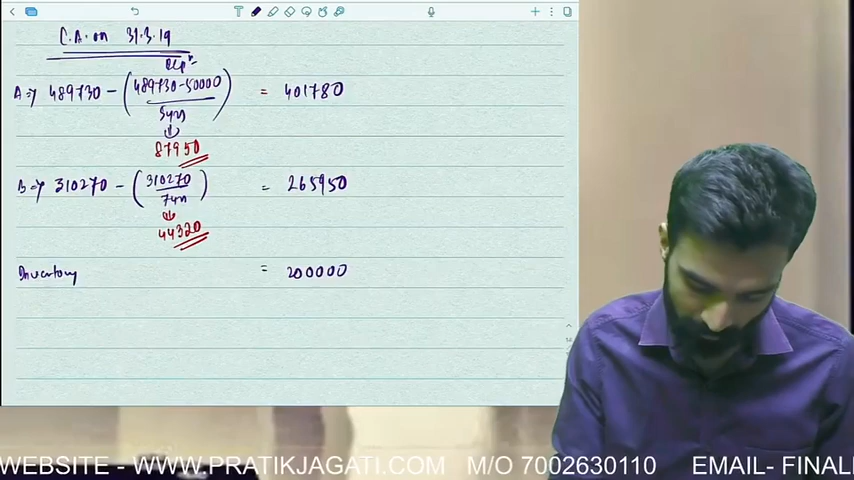 C.A. on 31.3.19
Dep
A ⇒ 489730 - (489730-50000 = 401780
5yrs
87950
B ⇒ 310270 - (310270) = 265950
7yrs
44320
Inventory = 200000
WEBSITE - WWW.PRATIKJAGATI.COM M/O 7002630110 EMAIL- FINAL